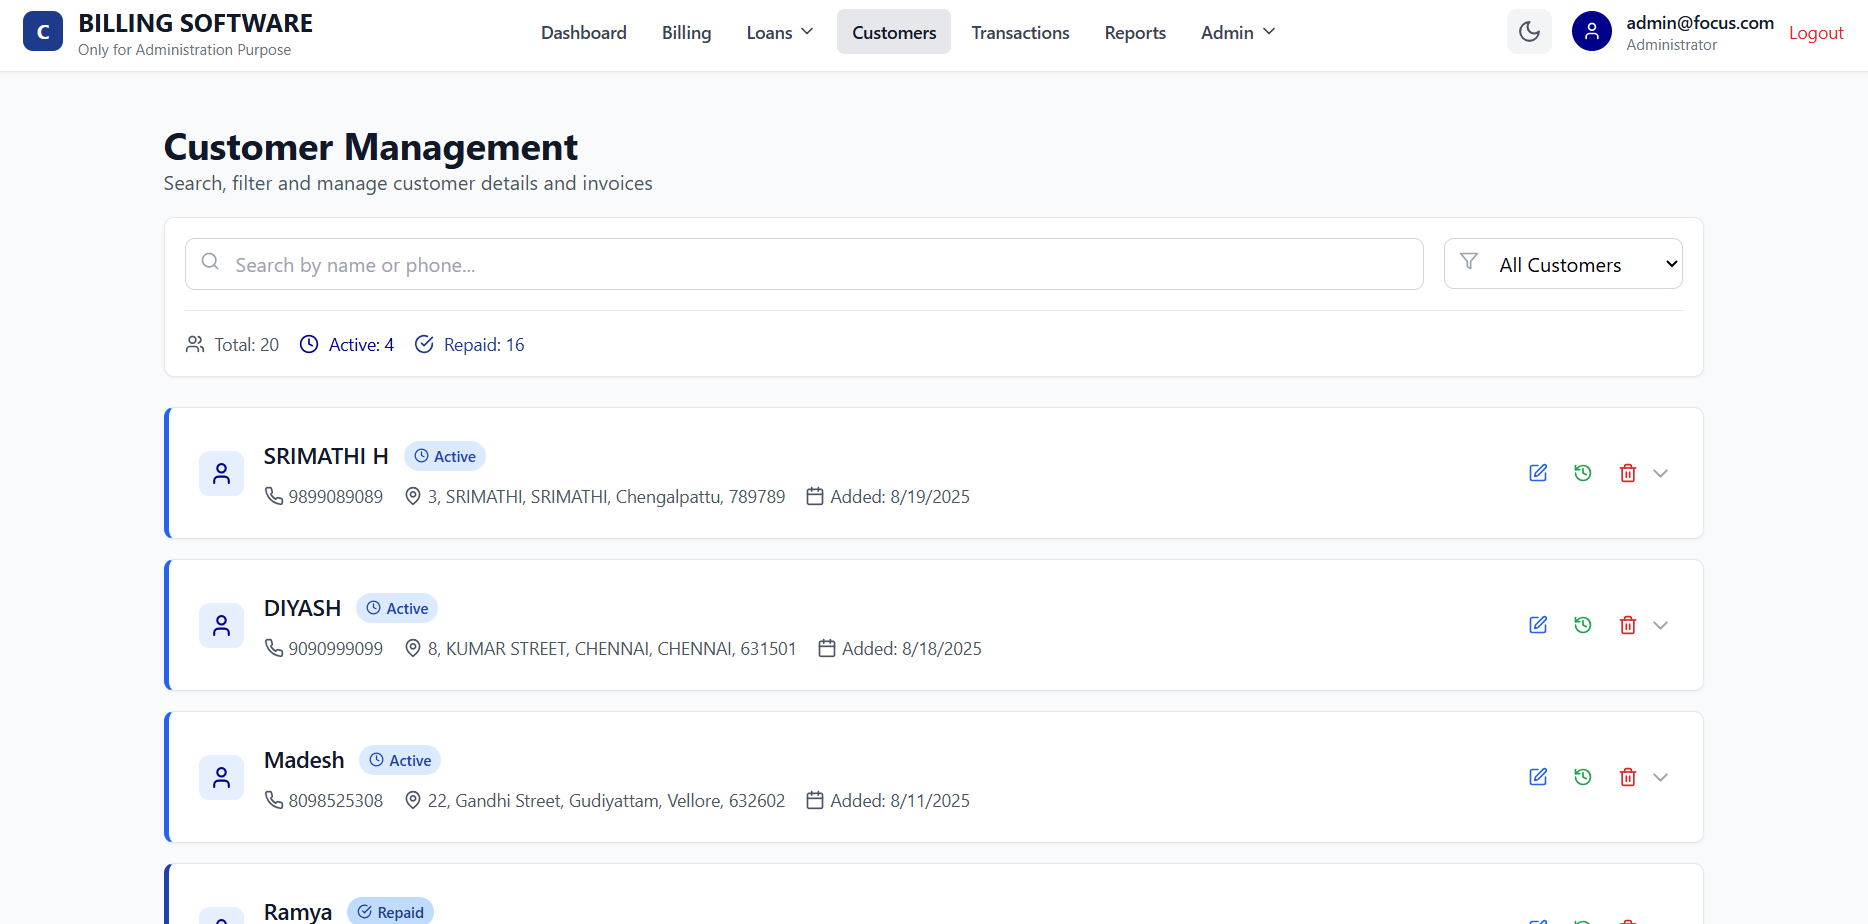 C
BILLING SOFTWARE
Only for Administration Purpose
Dashboard Billing Loans Customers Transactions Reports Admin
admin@focus.com
Administrator
Logout
Customer Management
Search, filter and manage customer details and invoices
Search by name or phone...
All Customers
Total: 20 Active: 4 Repaid: 16
SRIMATHI H Active
9899089089 3, SRIMATHI, SRIMATHI, Chengalpattu, 789789 Added: 8/19/2025
DIYASH Active
9090999099 8, KUMAR STREET, CHENNAI, CHENNAI, 631501 Added: 8/18/2025
Madesh Active
8098525308 22, Gandhi Street, Gudiyattam, Vellore, 632602 Added: 8/11/2025
Ramya Repaid